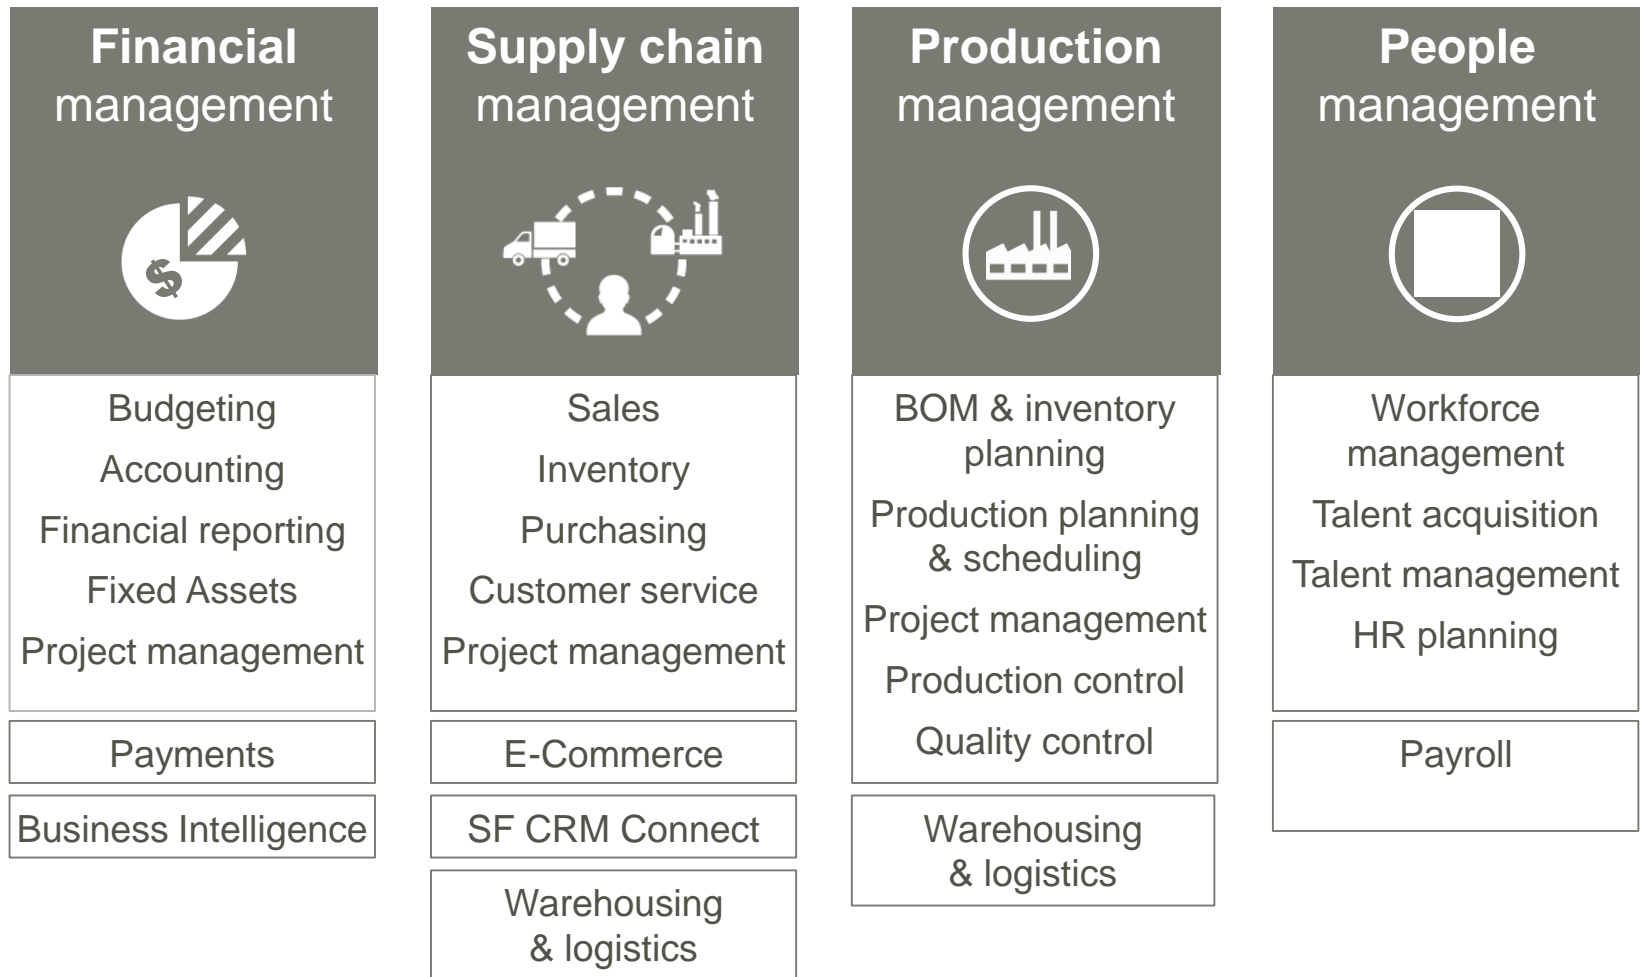 Financial
management
$
Budgeting
Accounting
Financial reporting
Fixed Assets
Project management
Payments
Business Intelligence
Supply chain
management
Sales
Inventory
Purchasing
Customer service
Project management
E-Commerce
SF CRM Connect
Warehousing
& logistics
Production
management
BOM & inventory
planning
Production planning
& scheduling
Project management
Production control
Quality control
Warehousing
& logistics
People
management
Workforce
management
Talent acquisition
Talent management
HR planning
Payroll